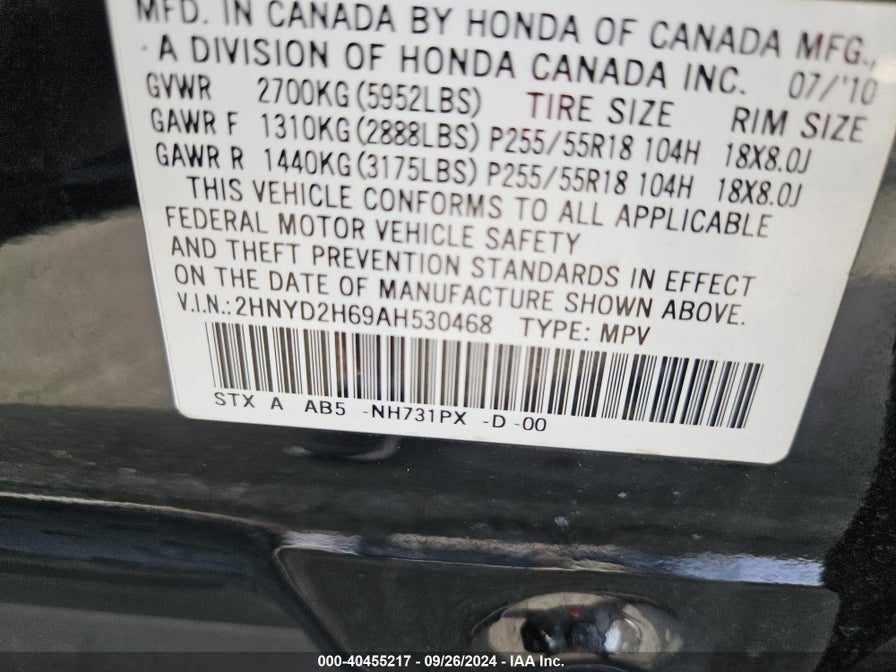 MFD. IN CANADA BY HONDA OF CANADA MFG.,
A DIVISION OF HONDA CANADA INC. 07/'10
GVWR 2700KG (5952LBS) TIRE SIZE RIM SIZE
GAWR F 1310KG (2888LBS) P255/55R18 104H 18X8.0J
GAWR R 1440KG (3175LBS) P255/55R18 104H 18X8.0J
THIS VEHICLE CONFORMS TO ALL APPLICABLE
FEDERAL MOTOR VEHICLE SAFETY
AND THEFT PREVENTION STANDARDS IN EFFECT
ON THE DATE OF MANUFACTURE SHOWN ABOVE.
V.I.N.: 2HNYD2H69AH530468 TYPE: MPV
STX A AB5 -NH731PX -D -00
000-40455217 - 09/26/2024 - IAA Inc.